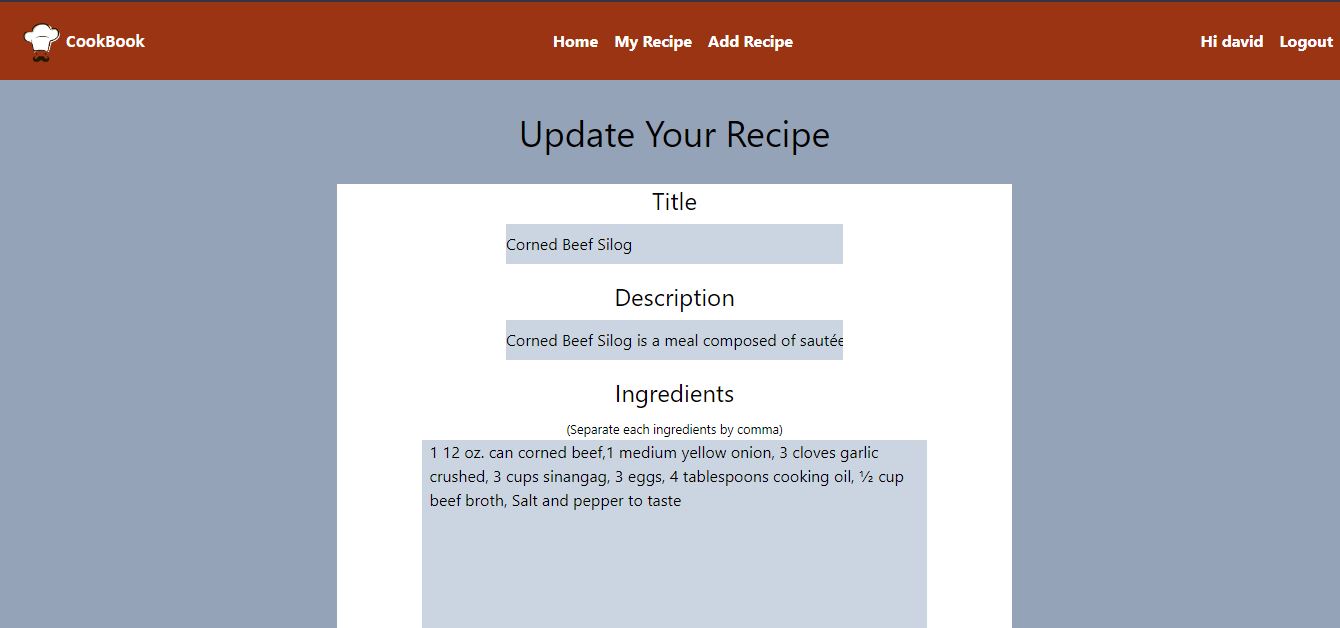 CookBook
Home My Recipe Add Recipe
Hi david Logout
Update Your Recipe
Title
Corned Beef Silog
Description
Corned Beef Silog is a meal composed of sautée
Ingredients
(Separate each ingredients by comma)
1 12 oz. can corned beef,1 medium yellow onion, 3 cloves garlic
crushed, 3 cups sinangag, 3 eggs, 4 tablespoons cooking oil, ½ cup
beef broth, Salt and pepper to taste